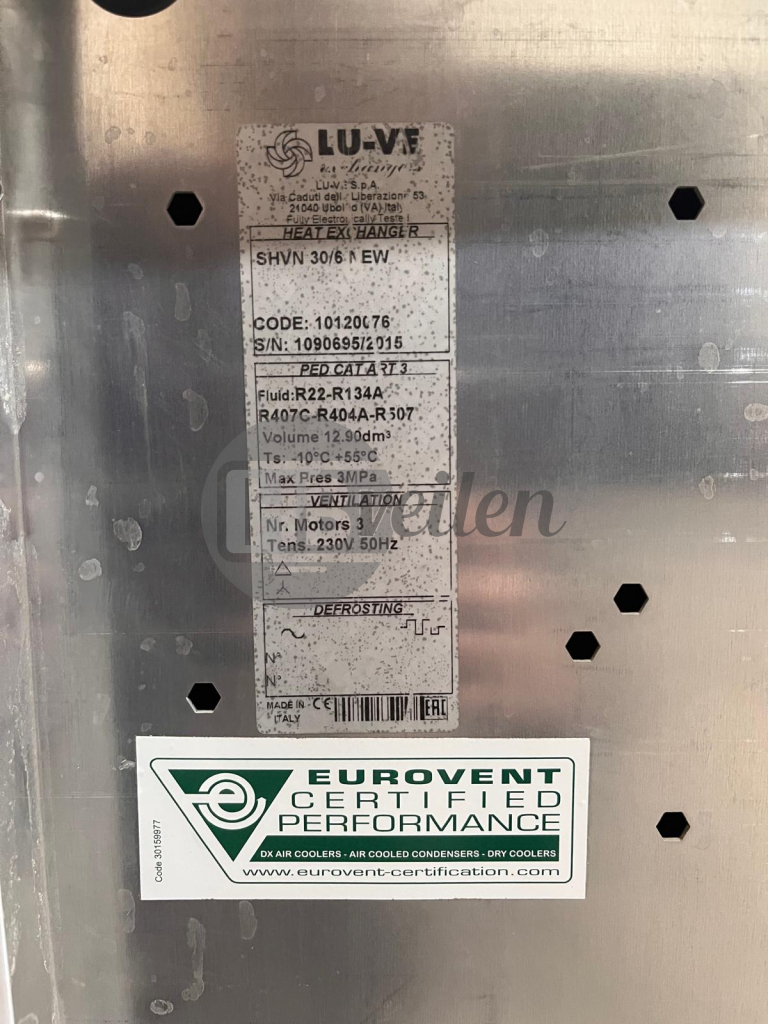 LU-VE
exchangers
LU-VE S.p.A.
Via Caduti della Liberazione 53
21040 Uboldo (VA) Italy
Fully Electronically Tested
HEAT EXCHANGER
SHVN 30/6 NEW
CODE: 10120076
S/N: 1090695/2015
PED CAT ART 3
Fluid:R22-R134A
R407C-R404A-R507
Volume 12.90dm³
Ts: -10°C +55°C
Max Pres 3MPa
VENTILATION
Nr. Motors 3
Tens. 230V 50Hz
DEFROSTING
N°
N°
MADE IN ITALY CE EAC
veilen
e
EUROVENT
CERTIFIED
PERFORMANCE
DX AIR COOLERS - AIR COOLED CONDENSERS - DRY COOLERS
www.eurovent-certification.com
Code 30159977